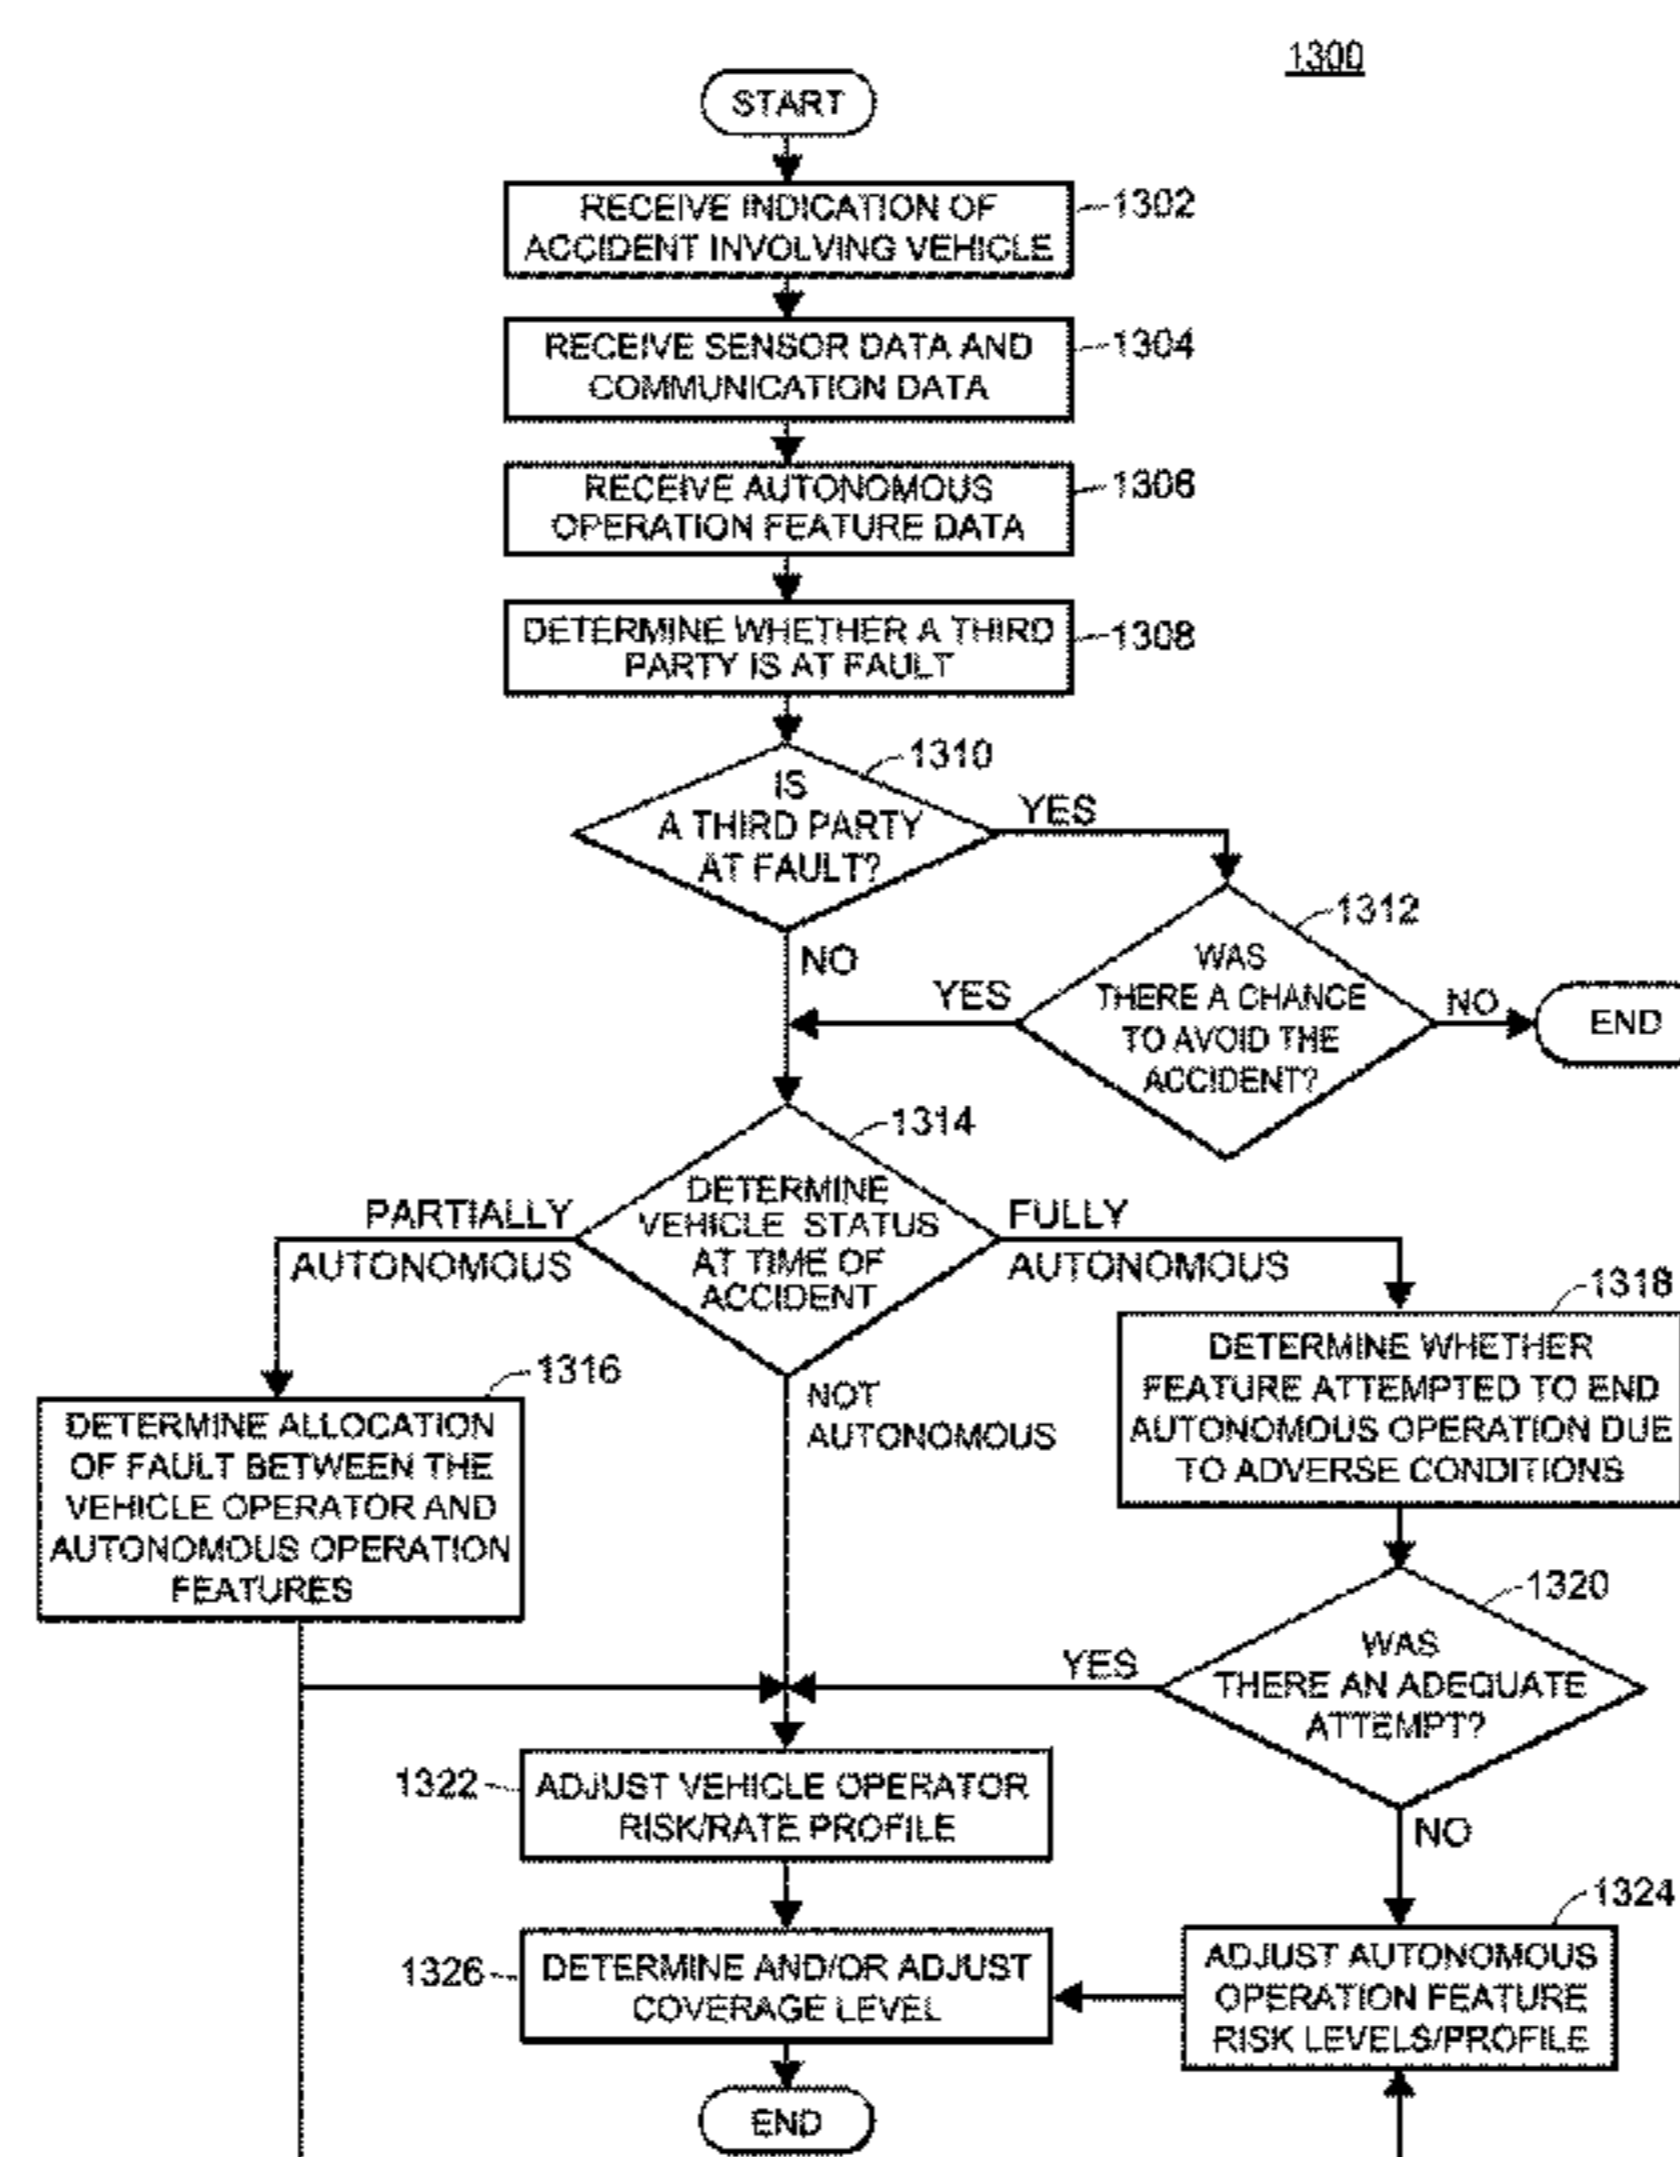 1300
START
RECEIVE INDICATION OF
ACCIDENT INVOLVING VEHICLE
1302
RECEIVE SENSOR DATA AND
COMMUNICATION DATA
1304
RECEIVE AUTONOMOUS
OPERATION FEATURE DATA
1306
DETERMINE WHETHER A THIRD
PARTY IS AT FAULT
1308
1310
IS
A THIRD PARTY
AT FAULT?
YES
NO
1312
WAS
THERE A CHANCE
TO AVOID THE
ACCIDENT?
YES
NO
END
1314
DETERMINE
VEHICLE STATUS
AT TIME OF
ACCIDENT
PARTIALLY
AUTONOMOUS
FULLY
AUTONOMOUS
NOT
AUTONOMOUS
1316
DETERMINE ALLOCATION
OF FAULT BETWEEN THE
VEHICLE OPERATOR AND
AUTONOMOUS OPERATION
FEATURES
1318
DETERMINE WHETHER
FEATURE ATTEMPTED TO END
AUTONOMOUS OPERATION DUE
TO ADVERSE CONDITIONS
1320
WAS
THERE AN ADEQUATE
ATTEMPT?
YES
NO
1322
ADJUST VEHICLE OPERATOR
RISK/RATE PROFILE
1324
ADJUST AUTONOMOUS
OPERATION FEATURE
RISK LEVELS/PROFILE
1326
DETERMINE AND/OR ADJUST
COVERAGE LEVEL
END